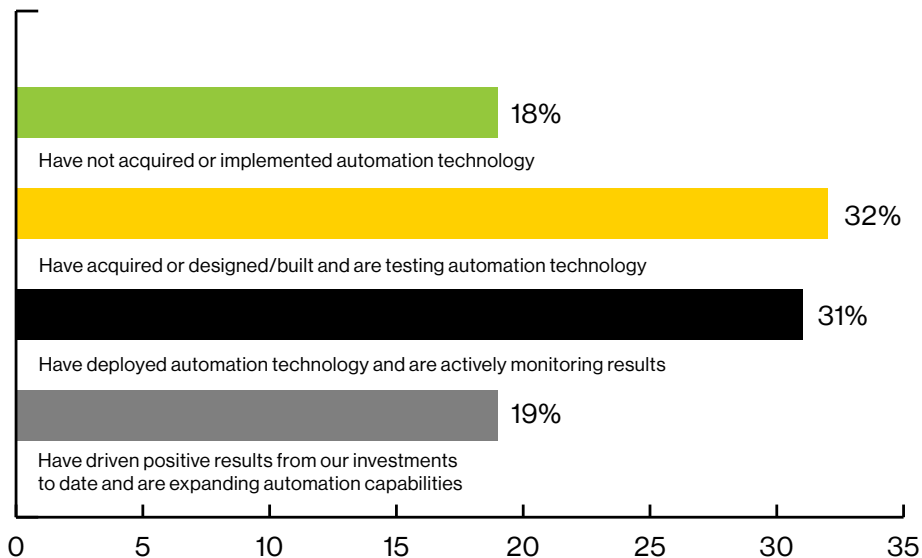 18%
Have not acquired or implemented automation technology
32%
Have acquired or designed/built and are testing automation technology
31%
Have deployed automation technology and are actively monitoring results
19%
Have driven positive results from our investments
to date and are expanding automation capabilities
0 5 10 15 20 25 30 35